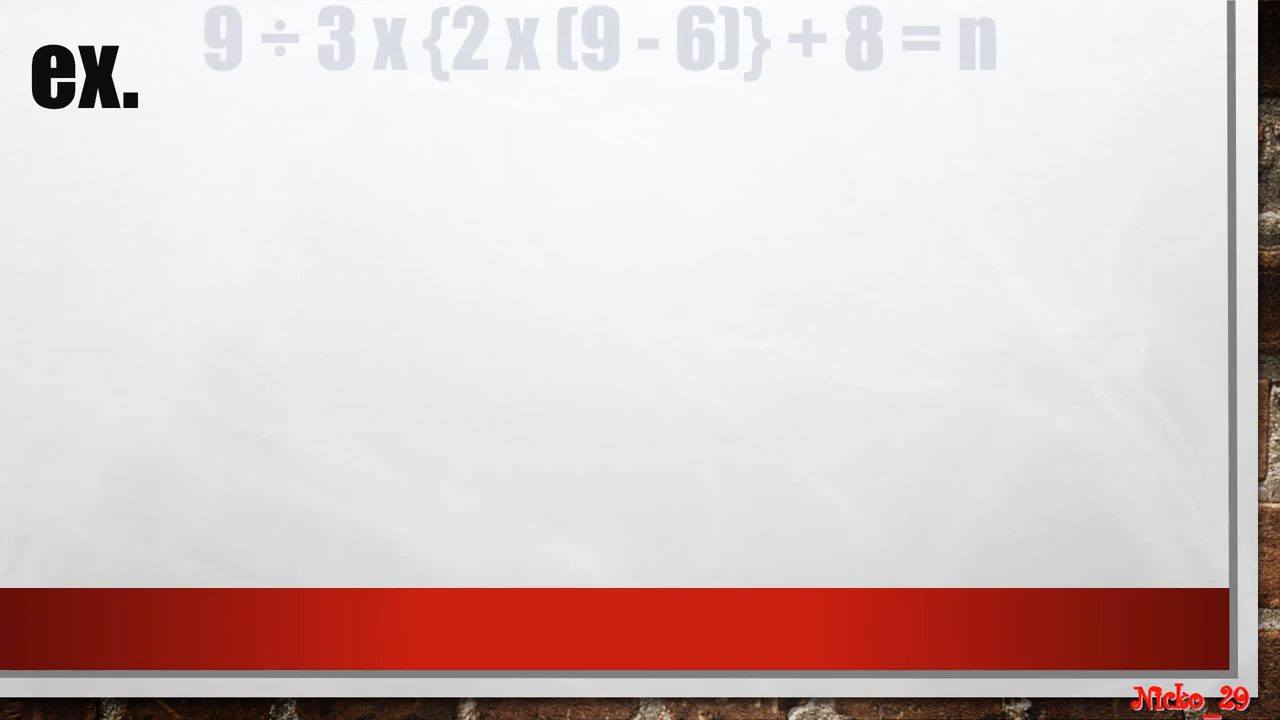 9 ÷ 3 x {2 x (9 - 6)} + 8 = n
ex.
Nicko_29